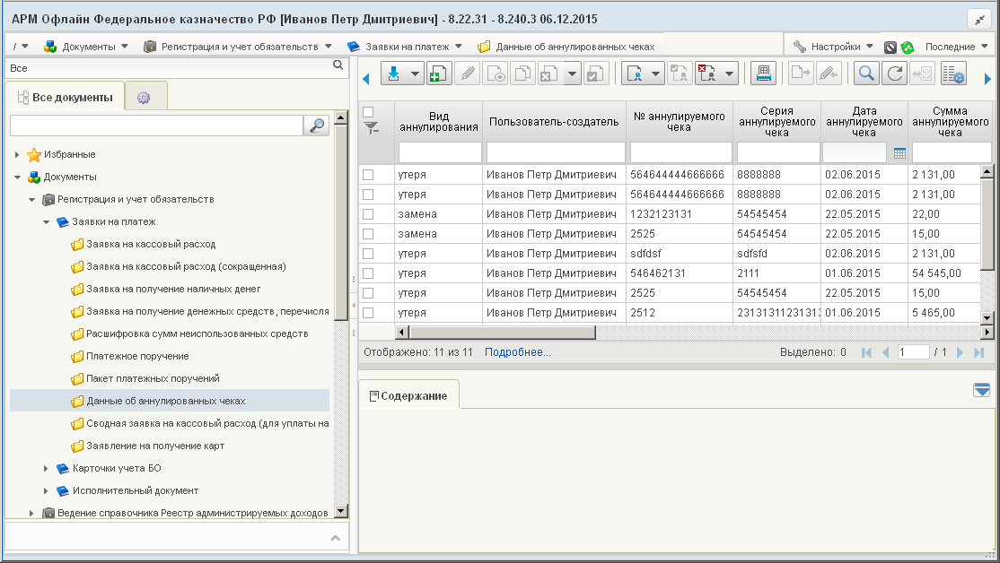 АРМ Офлайн Федеральное казначество РФ [Иванов Петр Дмитриевич] - 8.22.31 - 8.240.3 06.12.2015
/ Документы Регистрация и учет обязательств Заявки на платеж Данные об аннулированных чеках Настройки Последние
Все
Все документы
Избранные
Документы
Регистрация и учет обязательств
Заявки на платеж
Заявка на кассовый расход
Заявка на кассовый расход (сокращенная)
Заявка на получение наличных денег
Заявка на получение денежных средств, перечисля
Расшифровка сумм неиспользованных средств
Платежное поручение
Пакет платежных поручений
Данные об аннулированных чеках
Сводная заявка на кассовый расход (для уплаты на
Заявление на получение карт
Карточки учета БО
Исполнительный документ
Ведение справочника Реестр администрируемых доходов
Вид аннулирования Пользователь-создатель № аннулируемого чека Серия аннулируемого чека Дата аннулируемого чека Сумма аннулируемого чека
утеря Иванов Петр Дмитриевич 564644444666666 8888888 02.06.2015 2 131,00
утеря Иванов Петр Дмитриевич 564644444666666 8888888 02.06.2015 2 131,00
замена Иванов Петр Дмитриевич 1232123131 54545454 22.05.2015 22,00
замена Иванов Петр Дмитриевич 2525 54545454 22.05.2015 15,00
утеря Иванов Петр Дмитриевич sdfdsf sdfsfd 02.06.2015 2 131,00
утеря Иванов Петр Дмитриевич 546462131 2111 01.06.2015 54 545,00
утеря Иванов Петр Дмитриевич 2525 54545454 22.05.2015 15,00
утеря Иванов Петр Дмитриевич 2512 23131311231313 01.06.2015 5 465,00
Отображено: 11 из 11 Подробнее... Выделено: 0 1 / 1
Содержание